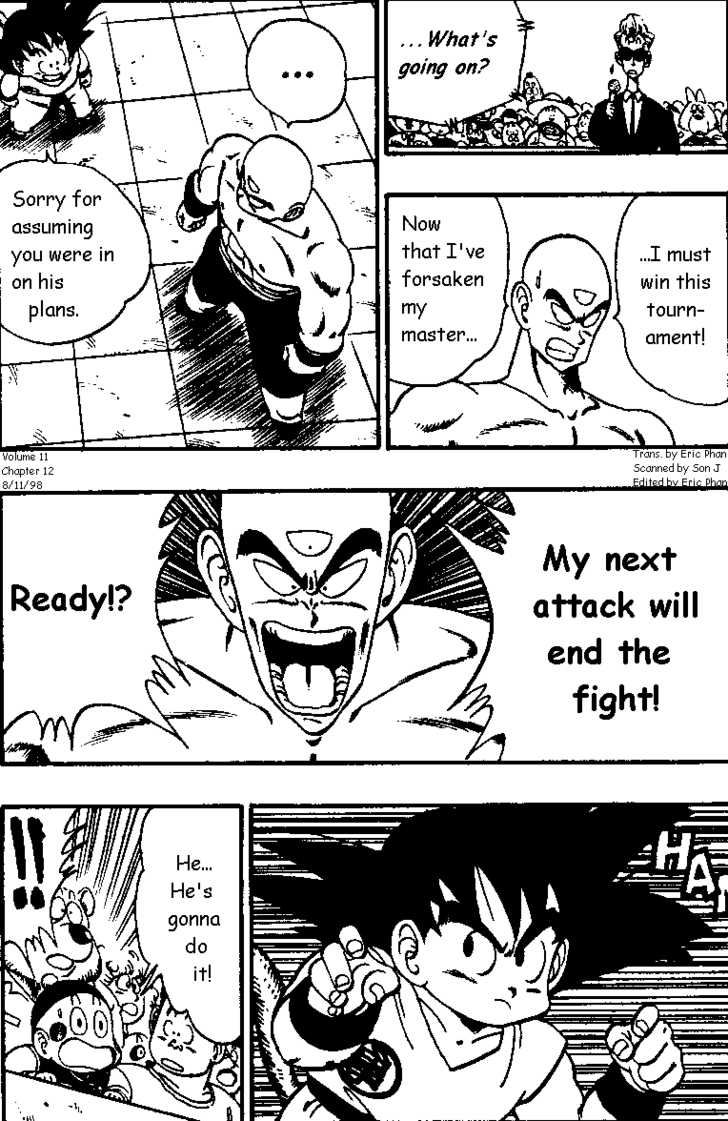 ...
Sorry for
assuming
you were in
on his
plans.
...What's
going on?
Now
that I've
forsaken
my
master...
...I must
win this
tourn-
ament!
Volume 11
Chapter 12
8/11/98
Trans. by Eric Phan
Scanned by Son J
Edited by Eric Phan
Ready!?
My next
attack will
end the
fight!
!!
He...
He's
gonna
do
it!